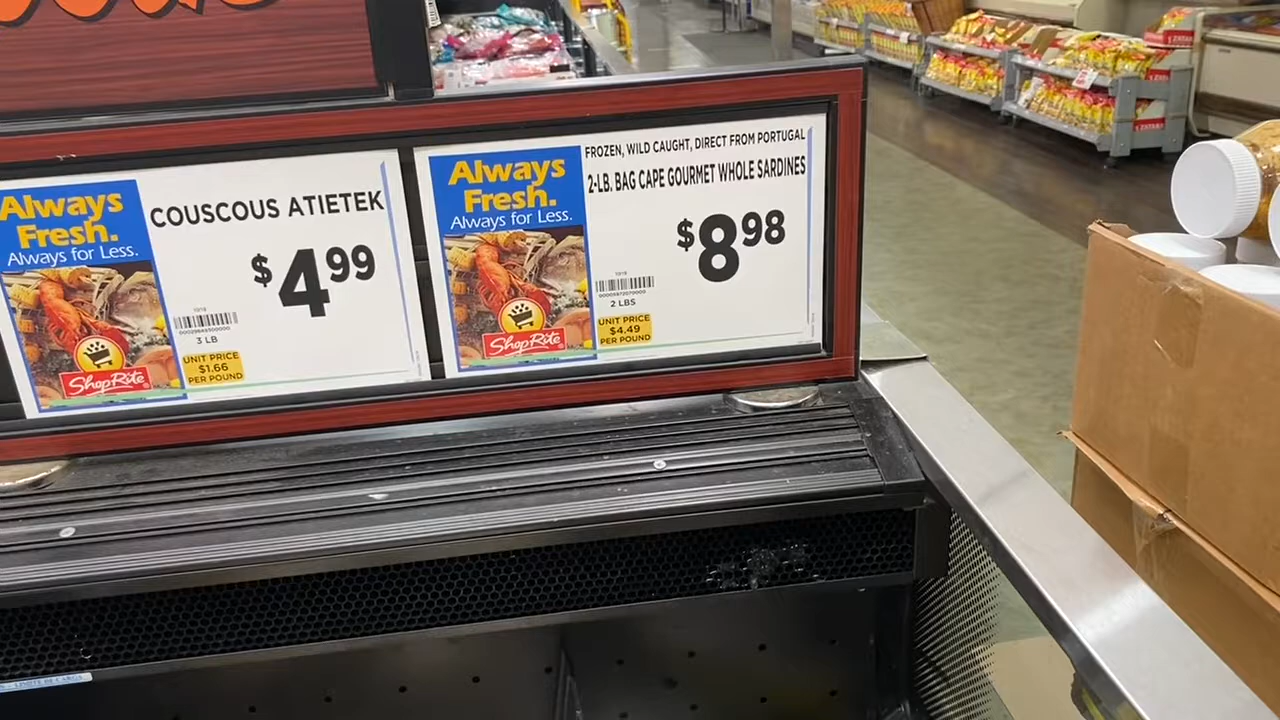 Always
Fresh.
Always for Less.
ShopRite
COUSCOUS ATIETEK
$4.99
3 LB
UNIT PRICE
$1.66
PER POUND
Always
Fresh.
Always for Less.
ShopRite
FROZEN, WILD CAUGHT, DIRECT FROM PORTUGAL
2-LB. BAG CAPE GOURMET WHOLE SARDINES
$8.98
2 LBS
UNIT PRICE
$4.49
PER POUND